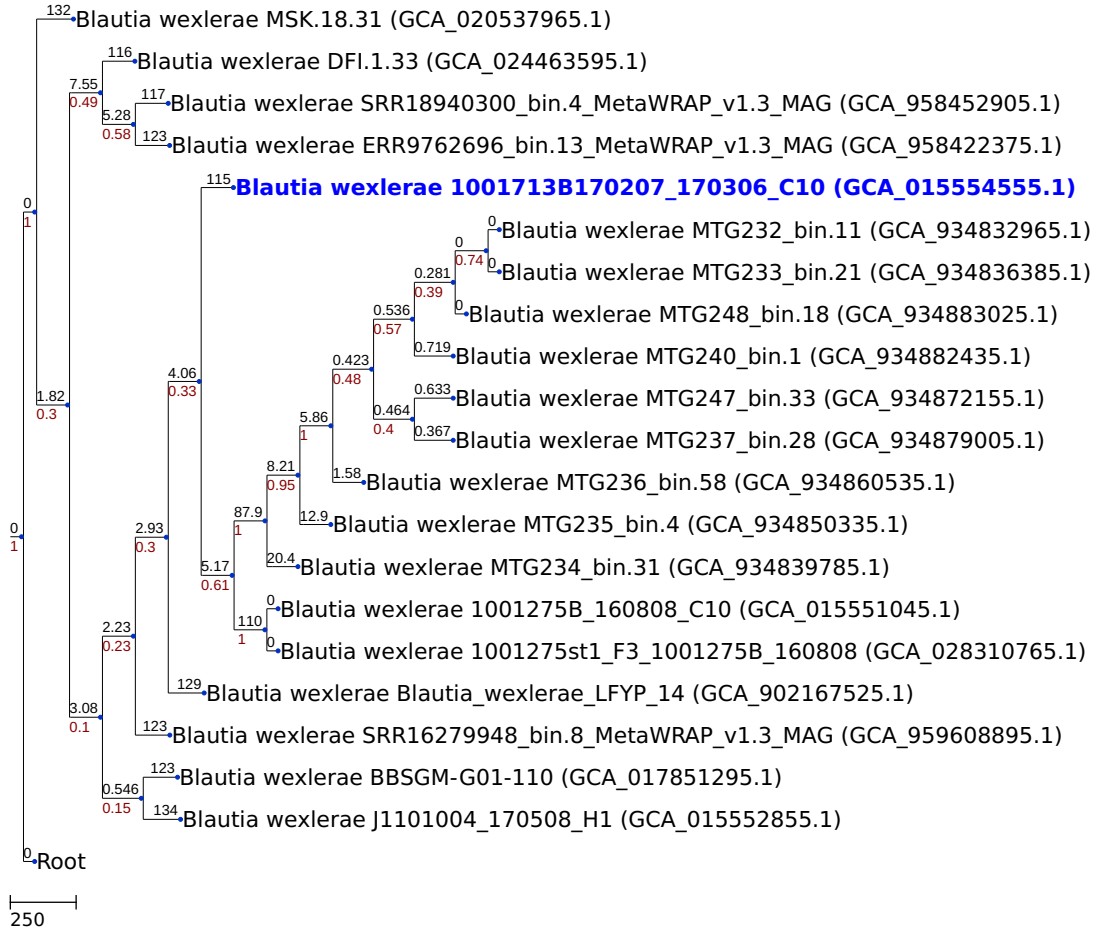 132 Blautia wexlerae MSK.18.31 (GCA_020537965.1)
116 Blautia wexlerae DFI.1.33 (GCA_024463595.1)
7.55
0.49
117 Blautia wexlerae SRR18940300_bin.4_MetaWRAP_v1.3_MAG (GCA_958452905.1)
5.28
0.58
123 Blautia wexlerae ERR9762696_bin.13_MetaWRAP_v1.3_MAG (GCA_958422375.1)
115 Blautia wexlerae 1001713B170207_170306_C10 (GCA_015554555.1)
0
1
0 Blautia wexlerae MTG232_bin.11 (GCA_934832965.1)
0
0.74
0 Blautia wexlerae MTG233_bin.21 (GCA_934836385.1)
0.281
0.39
0 Blautia wexlerae MTG248_bin.18 (GCA_934883025.1)
0.536
0.57
0.719 Blautia wexlerae MTG240_bin.1 (GCA_934882435.1)
0.423
0.48
4.06
0.33
0.633 Blautia wexlerae MTG247_bin.33 (GCA_934872155.1)
1.82
0.3
0.464
0.4
0.367 Blautia wexlerae MTG237_bin.28 (GCA_934879005.1)
5.86
1
1.58 Blautia wexlerae MTG236_bin.58 (GCA_934860535.1)
8.21
0.95
12.9 Blautia wexlerae MTG235_bin.4 (GCA_934850335.1)
87.9
1
0
1
2.93
0.3
20.4 Blautia wexlerae MTG234_bin.31 (GCA_934839785.1)
5.17
0.61
0 Blautia wexlerae 1001275B_160808_C10 (GCA_015551045.1)
110
1
2.23
0.23
0 Blautia wexlerae 1001275st1_F3_1001275B_160808 (GCA_028310765.1)
129 Blautia wexlerae Blautia_wexlerae_LFYP_14 (GCA_902167525.1)
3.08
0.1
123 Blautia wexlerae SRR16279948_bin.8_MetaWRAP_v1.3_MAG (GCA_959608895.1)
123 Blautia wexlerae BBSGM-G01-110 (GCA_017851295.1)
0.546
0.15
134 Blautia wexlerae J1101004_170508_H1 (GCA_015552855.1)
0 Root
250